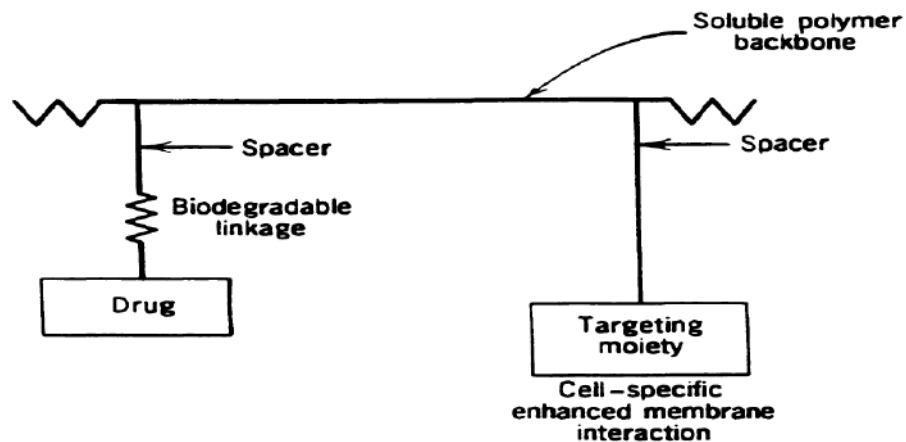 Soluble polymer
backbone
Spacer
Spacer
Biodegradable
linkage
Drug
Targeting
moiety
Cell-specific
enhanced membrane
interaction